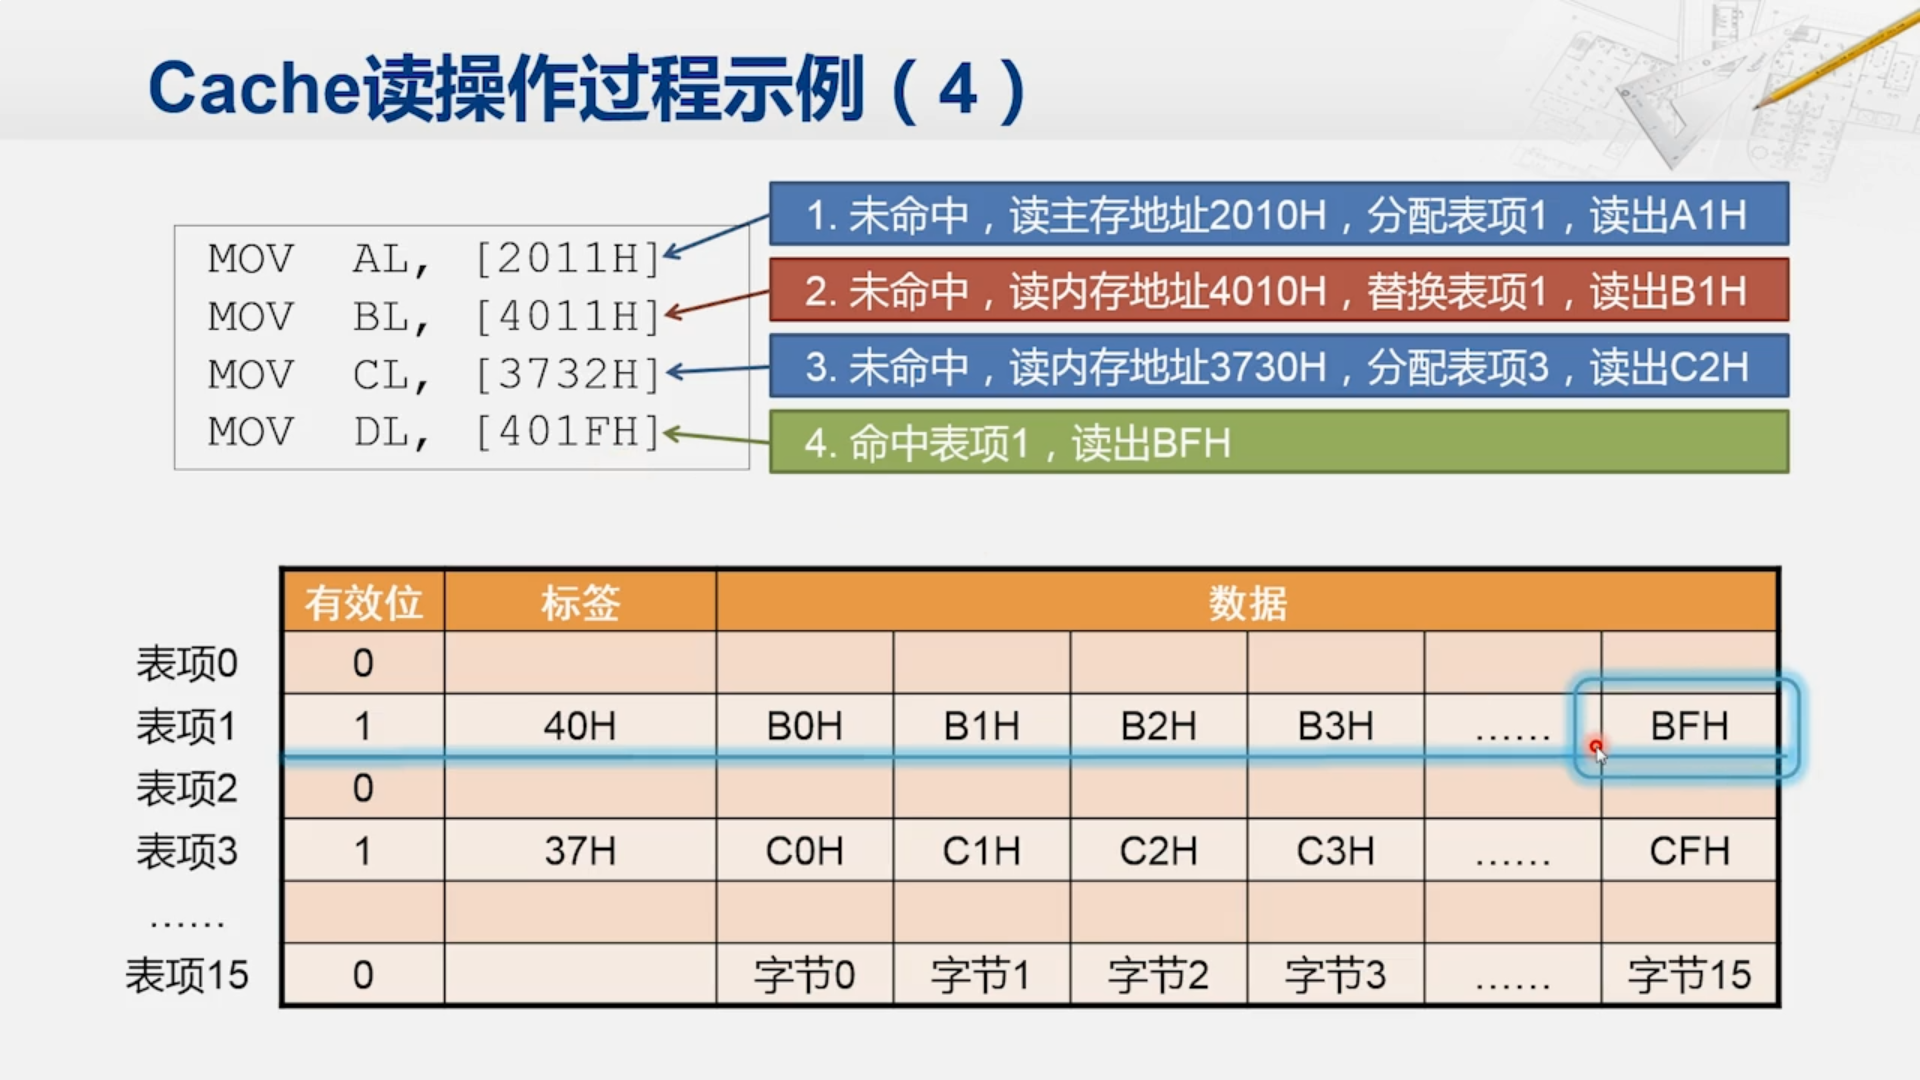 Cache读操作过程示例（4）
MOV AL, [2011H]
MOV BL, [4011H]
MOV CL, [3732H]
MOV DL, [401FH]
1. 未命中，读主存地址2010H，分配表项1，读出A1H
2. 未命中，读内存地址4010H，替换表项1，读出B1H
3. 未命中，读内存地址3730H，分配表项3，读出C2H
4. 命中表项1，读出BFH
有效位 标签 数据
表项0 0
表项1 1 40H B0H B1H B2H B3H …… BFH
表项2 0
表项3 1 37H C0H C1H C2H C3H …… CFH
……
表项15 0 字节0 字节1 字节2 字节3 …… 字节15